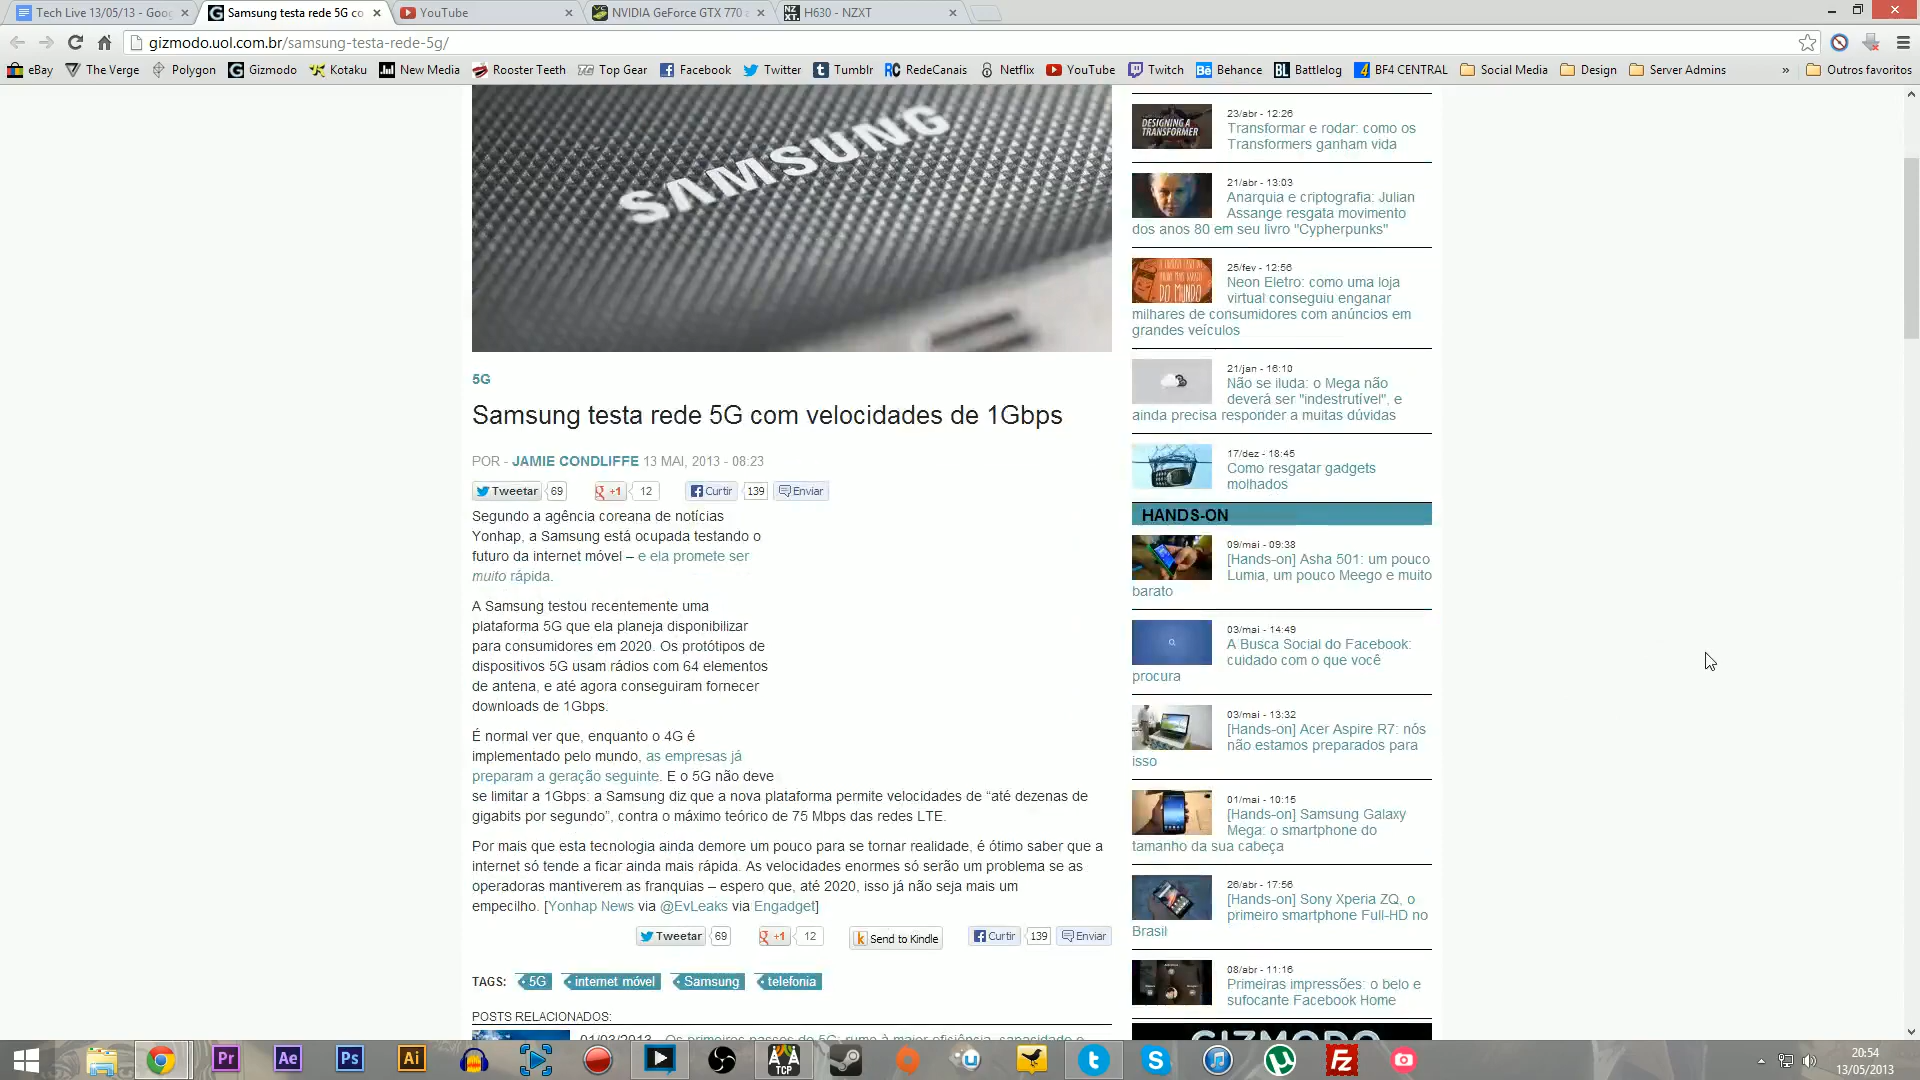 Tech Live 13/05/13 - Goo
Samsung testa rede 5G co
YouTube
NVIDIA GeForce GTX 770
H630 - NZXT
gizmodo.uol.com.br/samsung-testa-rede-5g/
eBay
The Verge
Polygon
Gizmodo
Kotaku
New Media
Rooster Teeth
Top Gear
Facebook
Twitter
Tumblr
RedeCanais
Netflix
YouTube
Twitch
Behance
Battlelog
BF4 CENTRAL
Social Media
Design
Server Admins
»
Outros favoritos
SAMSUNG
5G
Samsung testa rede 5G com velocidades de 1Gbps
POR - JAMIE CONDLIFFE 13 MAI, 2013 - 08:23
Tweetar 69 +1 12 Curtir 139 Enviar
Segundo a agência coreana de notícias
Yonhap, a Samsung está ocupada testando o
futuro da internet móvel – e ela promete ser
muito rápida.
A Samsung testou recentemente uma
plataforma 5G que ela planeja disponibilizar
para consumidores em 2020. Os protótipos de
dispositivos 5G usam rádios com 64 elementos
de antena, e até agora conseguiram fornecer
downloads de 1Gbps.
É normal ver que, enquanto o 4G é
implementado pelo mundo, as empresas já
preparam a geração seguinte. E o 5G não deve
se limitar a 1Gbps: a Samsung diz que a nova plataforma permite velocidades de “até dezenas de
gigabits por segundo”, contra o máximo teórico de 75 Mbps das redes LTE.
Por mais que esta tecnologia ainda demore um pouco para se tornar realidade, é ótimo saber que a
internet só tende a ficar ainda mais rápida. As velocidades enormes só serão um problema se as
operadoras mantiverem as franquias – espero que, até 2020, isso já não seja mais um
empecilho. [Yonhap News via @EvLeaks via Engadget]
Tweetar 69 +1 12 Send to Kindle Curtir 139 Enviar
TAGS: 5G internet móvel Samsung telefonia
POSTS RELACIONADOS:
01/03/2013 - Os primeiros passos do 5G: rumo à maior eficiência, capacidade e
DESIGNING A
TRANSFORMER
23/abr - 12:26
Transformar e rodar: como os
Transformers ganham vida
21/abr - 13:03
Anarquia e criptografia: Julian
Assange resgata movimento
dos anos 80 em seu livro "Cypherpunks"
DO MUNDO
25/fev - 12:56
Neon Eletro: como uma loja
virtual conseguiu enganar
milhares de consumidores com anúncios em
grandes veículos
21/jan - 16:10
Não se iluda: o Mega não
deverá ser "indestrutível", e
ainda precisa responder a muitas dúvidas
17/dez - 18:45
Como resgatar gadgets
molhados
HANDS-ON
09/mai - 09:38
[Hands-on] Asha 501: um pouco
Lumia, um pouco Meego e muito
barato
03/mai - 14:49
A Busca Social do Facebook:
cuidado com o que você
procura
03/mai - 13:32
[Hands-on] Acer Aspire R7: nós
não estamos preparados para
isso
01/mai - 10:15
[Hands-on] Samsung Galaxy
Mega: o smartphone do
tamanho da sua cabeça
26/abr - 17:56
[Hands-on] Sony Xperia ZQ, o
primeiro smartphone Full-HD no
Brasil
08/abr - 11:16
Primeiras impressões: o belo e
sufocante Facebook Home
GIZMODO
Pr
Ae
Ps
Ai
TCP
20:54
13/05/2013